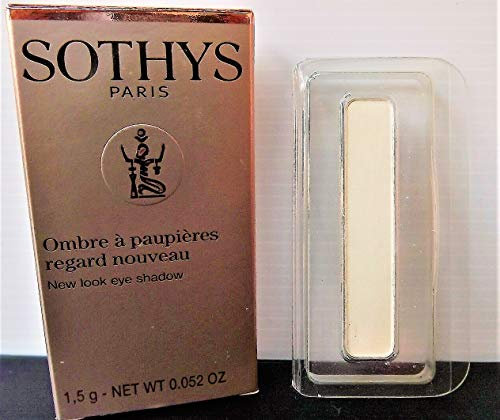 SOTHYS
PARIS
Ombre à paupières
regard nouveau
New look eye shadow
1,5 g - NET WT 0.052 OZ